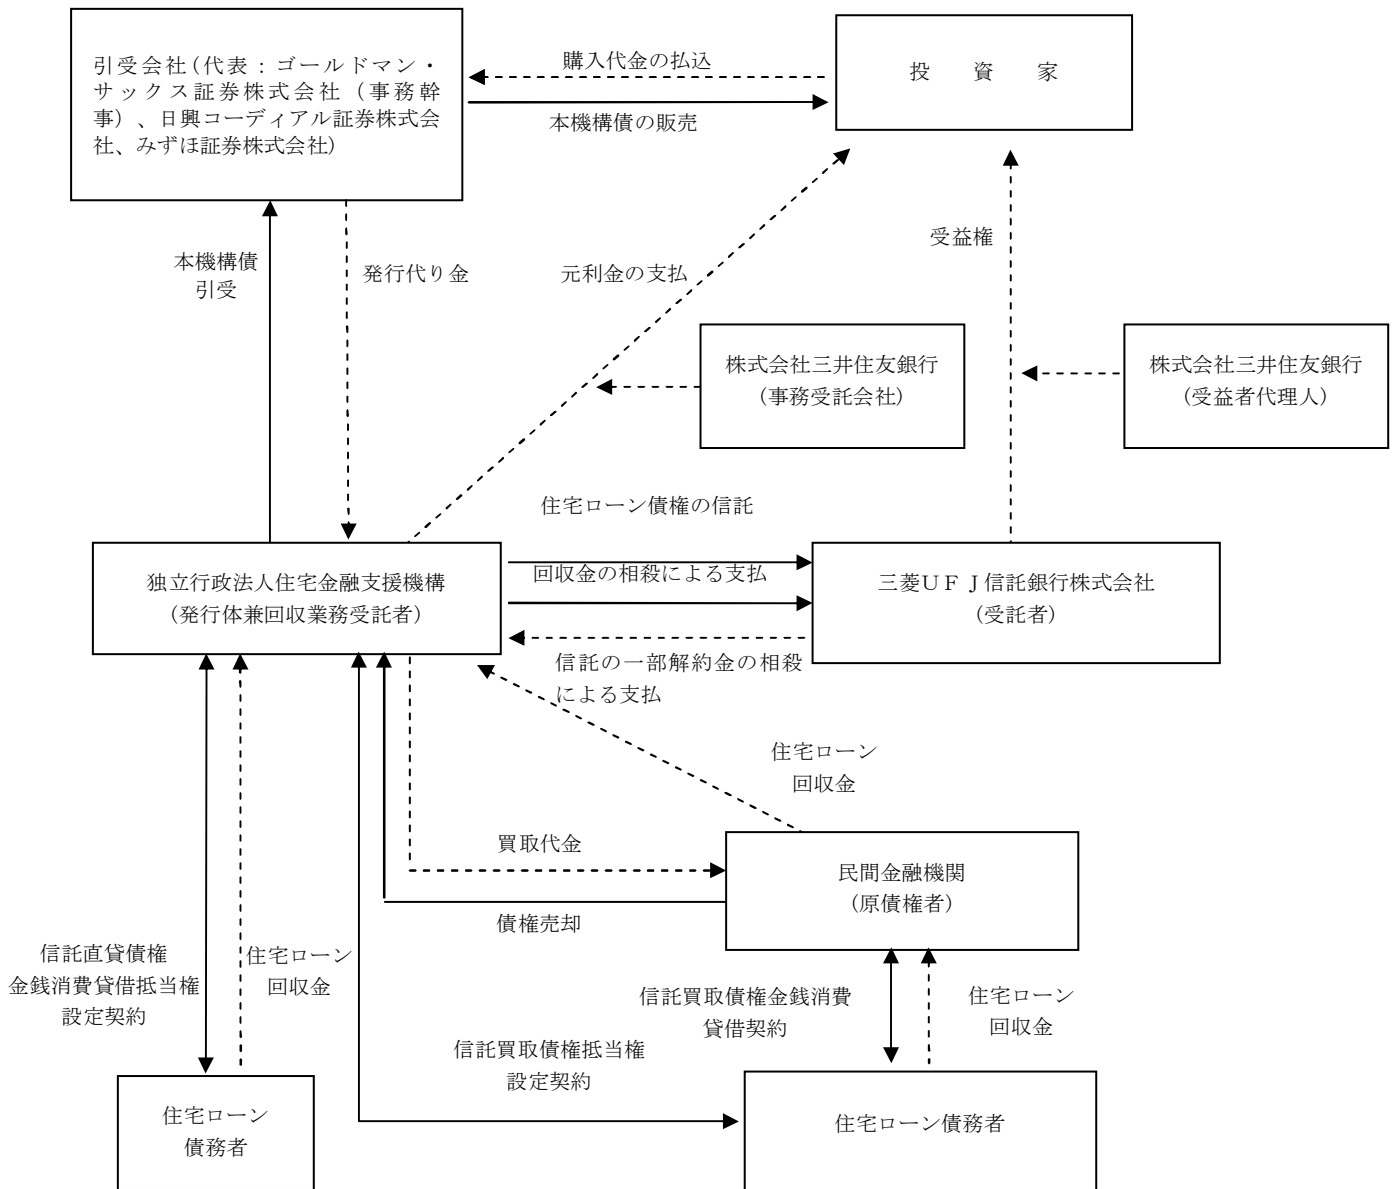 引受会社（代表：ゴールドマン・
サックス証券株式会社（事務幹
事）、日興コーディアル証券株式会
社、みずほ証券株式会社）
購入代金の払込
本機構債の販売
投　資　家
本機構債
引受
発行代り金
元利金の支払
受益権
株式会社三井住友銀行
（事務受託会社）
株式会社三井住友銀行
（受益者代理人）
住宅ローン債権の信託
独立行政法人住宅金融支援機構
（発行体兼回収業務受託者）
回収金の相殺による支払
三菱ＵＦＪ信託銀行株式会社
（受託者）
信託の一部解約金の相殺
による支払
住宅ローン
回収金
買取代金
民間金融機関
（原債権者）
債権売却
信託直貸債権
金銭消費貸借抵当権
設定契約
住宅ローン
回収金
信託買取債権金銭消費
貸借契約
住宅ローン
回収金
信託買取債権抵当権
設定契約
住宅ローン
債務者
住宅ローン債務者